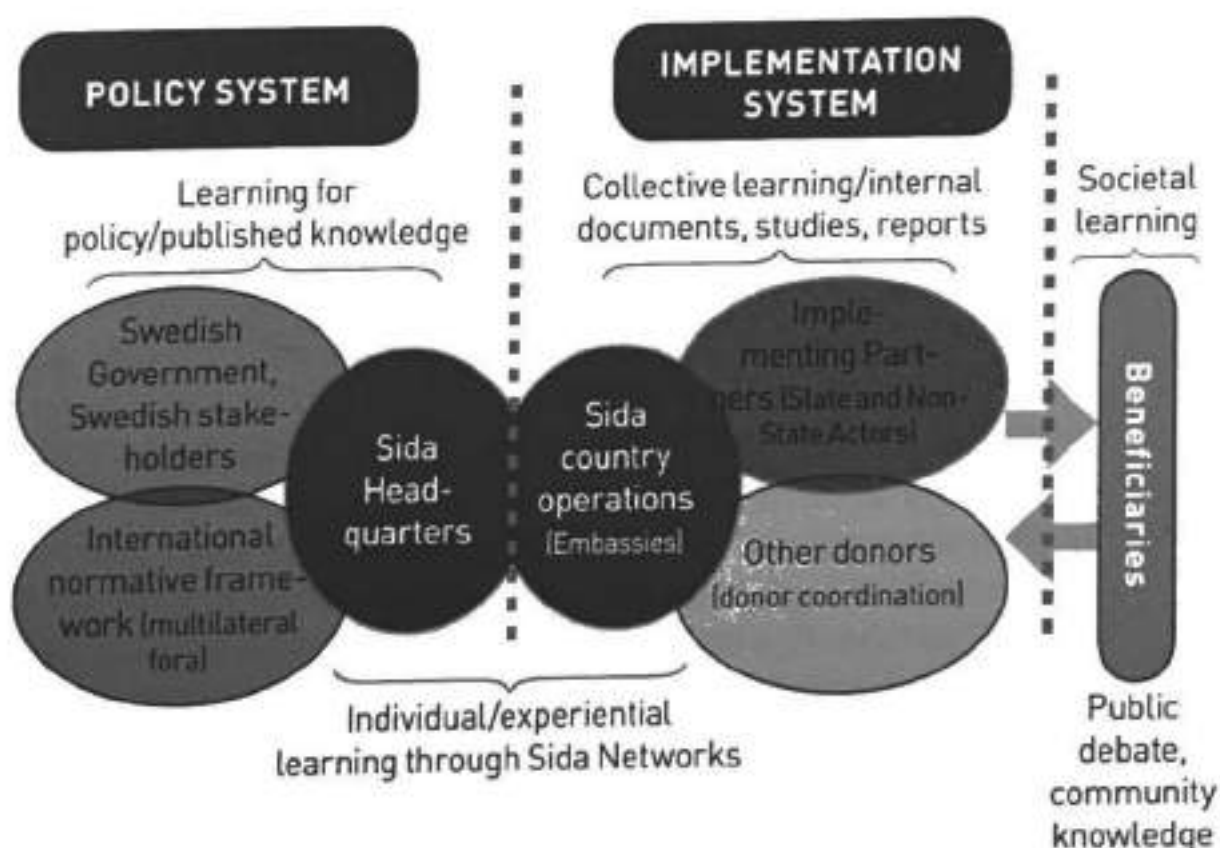 POLICY SYSTEM
IMPLEMENTATION
SYSTEM
Learning for
policy/published knowledge
Collective learning/internal
documents, studies, reports
Societal
learning
Swedish
Government,
Swedish stake-
holders
International
normative frame-
work (multilateral
fora)
Sida
Head-
quarters
Sida
country
operations
(Embassies)
Imple-
menting Part-
ners (State and Non-
State Actors)
Other donors
(donor coordination)
Beneficiaries
Individual/experiential
learning through Sida Networks
Public
debate,
community
knowledge